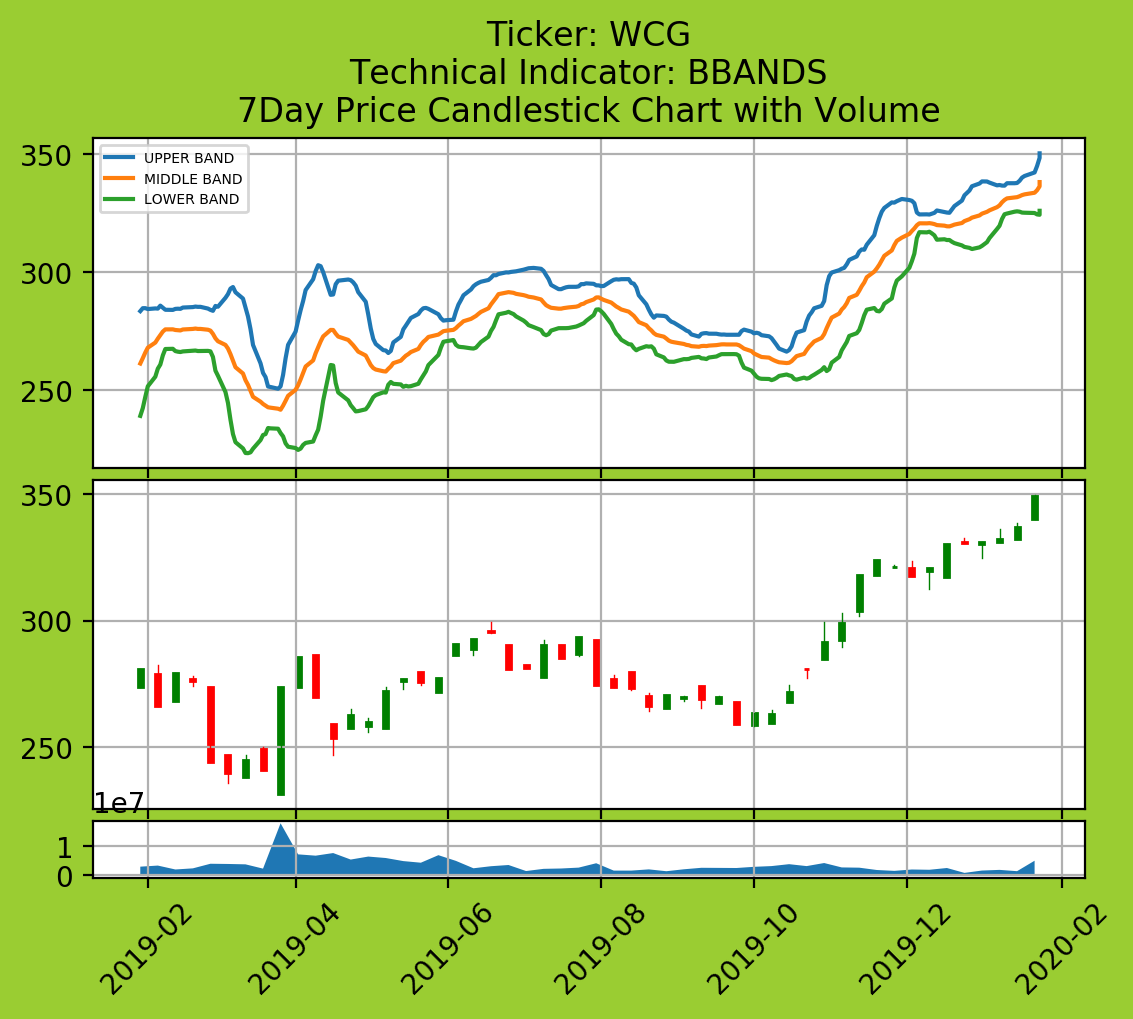 Ticker: WCG
Technical Indicator: BBANDS
7Day Price Candlestick Chart with Volume
350
300
250
UPPER BAND
MIDDLE BAND
LOWER BAND
350
300
250
1e7
1
0
2019-02
2019-04
2019-06
2019-08
2019-10
2019-12
2020-02